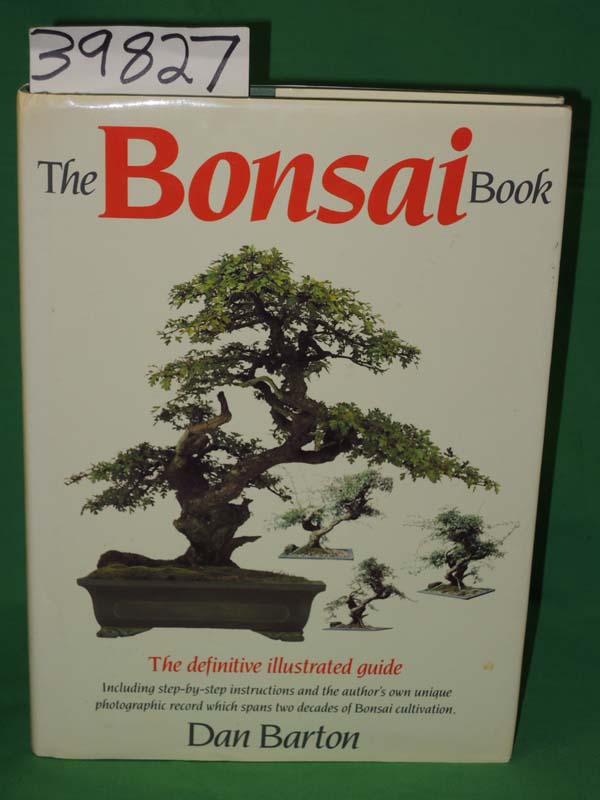 39827
The Bonsai Book
The definitive illustrated guide
Including step-by-step instructions and the author's own unique
photographic record which spans two decades of Bonsai cultivation.
Dan Barton